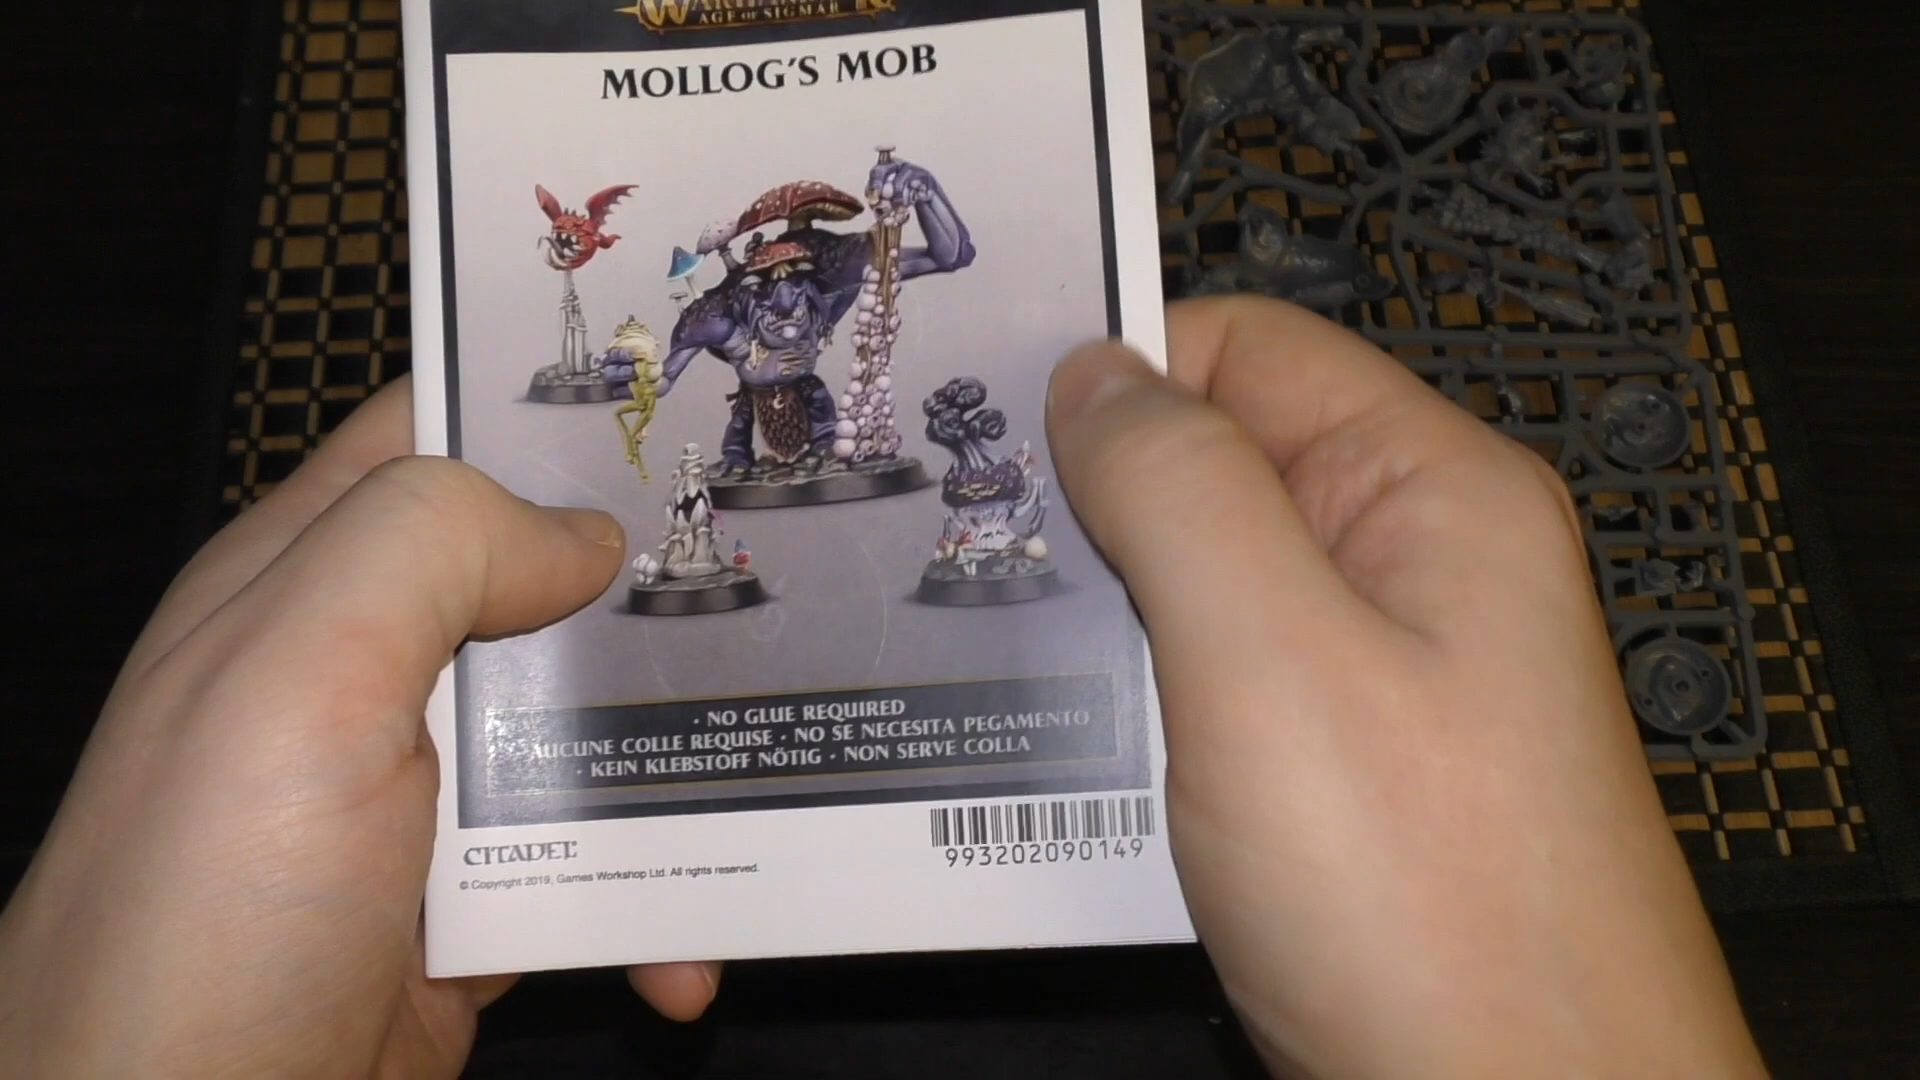 AGE OF SIGMAR
MOLLOG'S MOB
· NO GLUE REQUIRED
AUCUNE COLLE REQUISE · NO SE NECESITA PEGAMENTO
· KEIN KLEBSTOFF NÖTIG · NON SERVE COLLA
993202090149
CITADEL
© Copyright 2019, Games Workshop Ltd. All rights reserved.